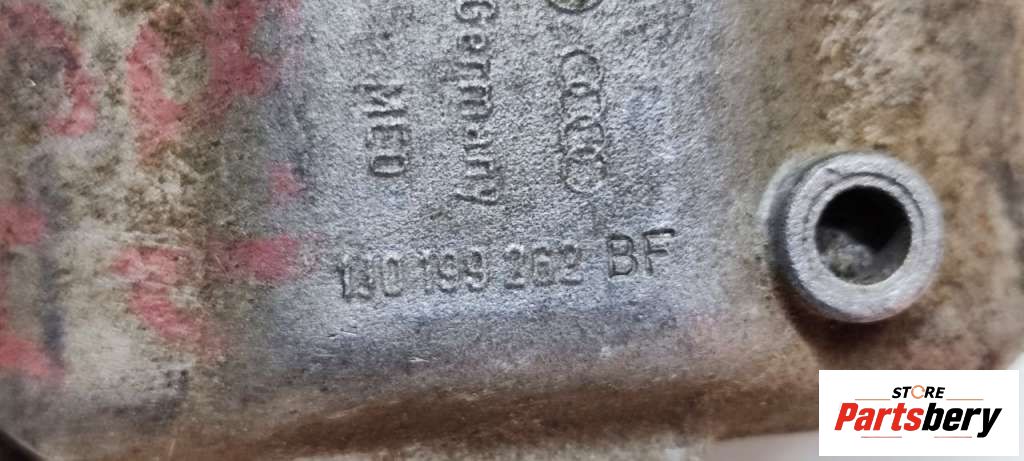 Germany
MEO
1J0 199 262 BF
STORE
Partsbery